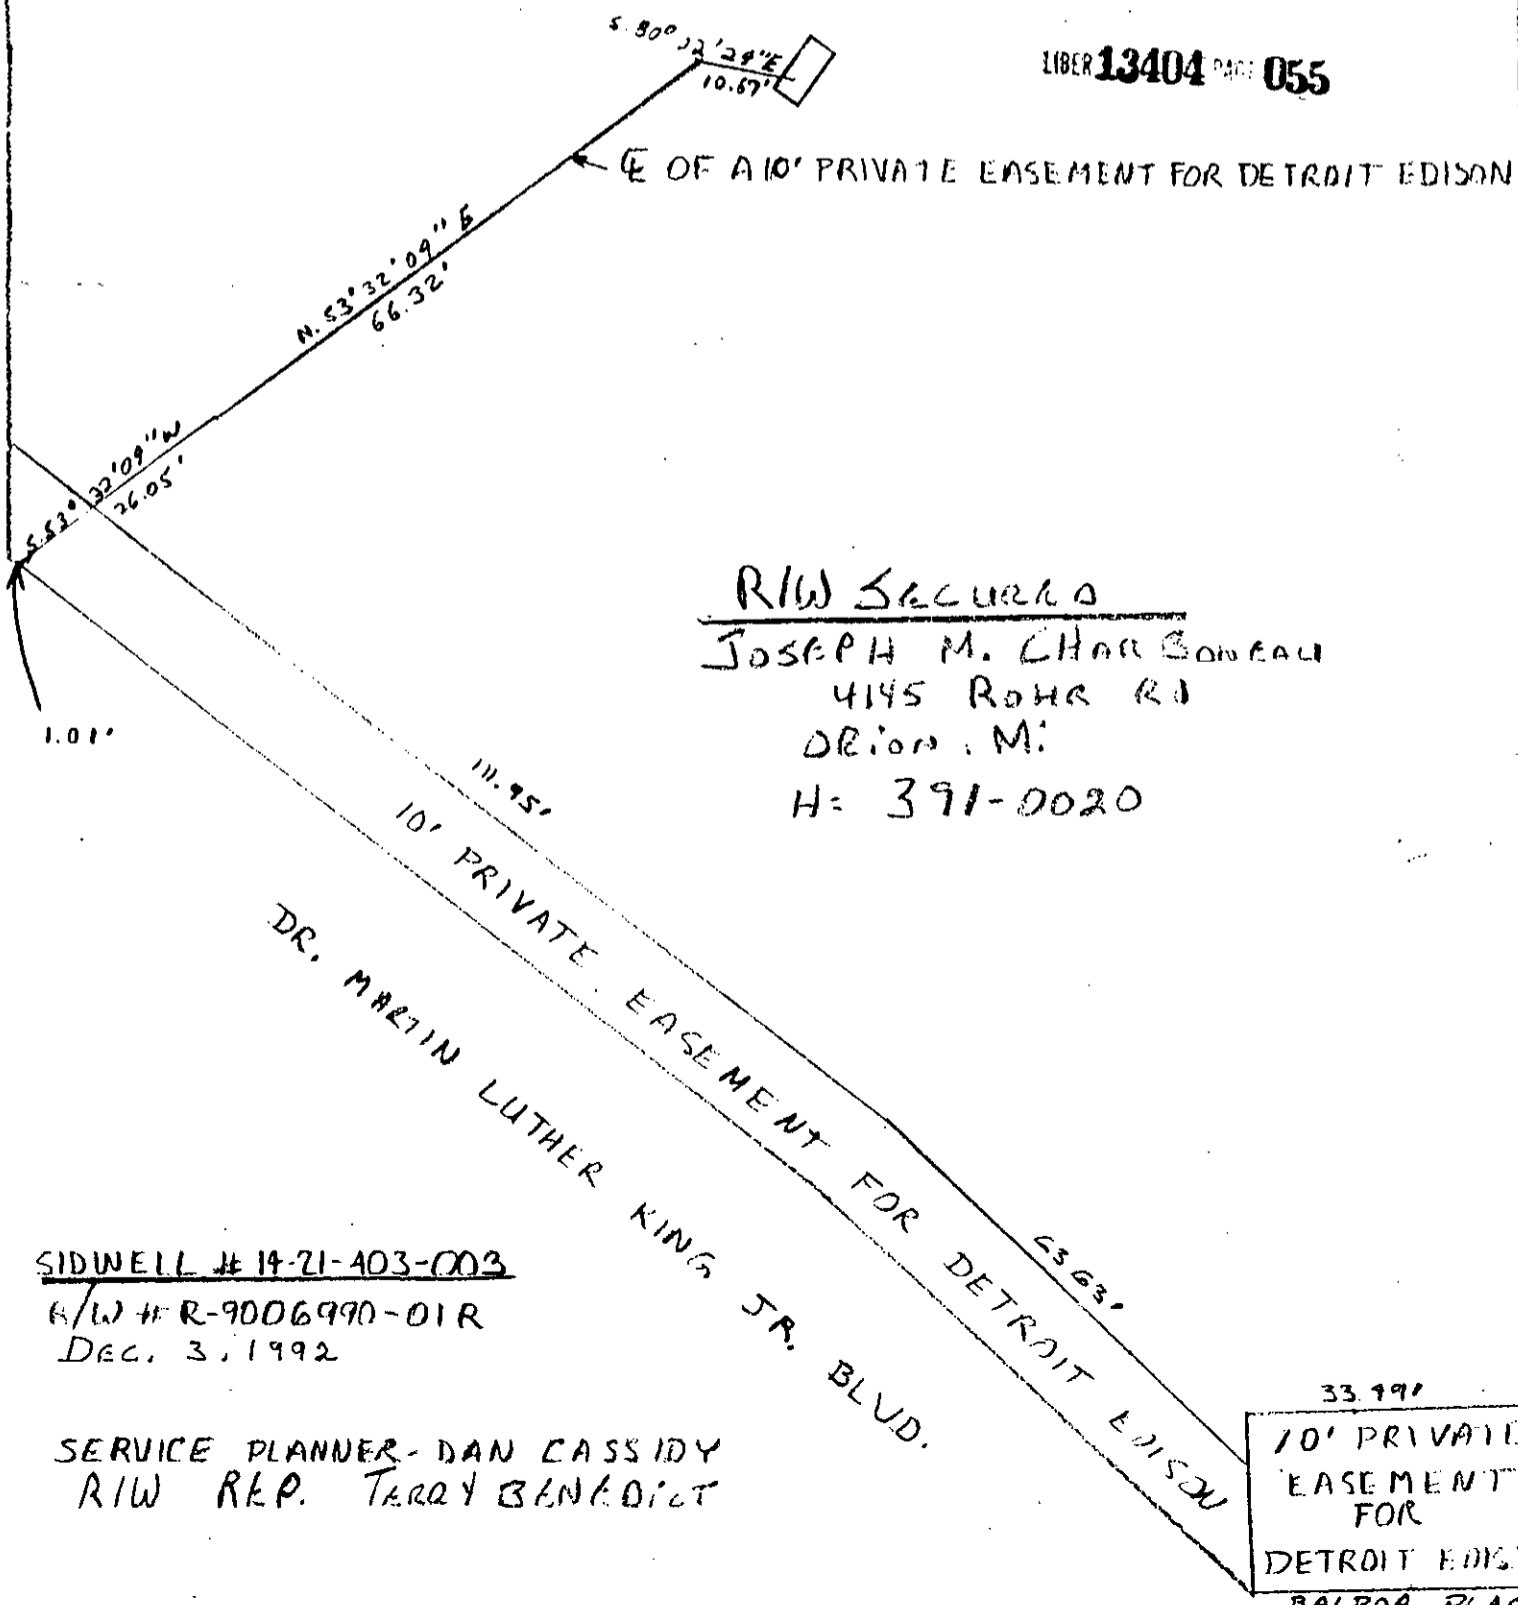 S. 80° 12' 24" E
10.67'
LIBER 13404 PAGE 055
℄ OF A 10' PRIVATE EASEMENT FOR DETROIT EDISON
N. 53° 32' 09" E
66.32'
S. 53° 32' 09" W
26.05'
1.01'
R/W SECURED
JOSEPH M. CHARBONEAU
4145 ROHR RD
ORION, Mi
H= 391-0020
111.95'
10' PRIVATE EASEMENT FOR DETROIT EDISON
DR. MARTIN LUTHER KING JR. BLVD.
63.63'
SIDWELL # 14-21-403-003
R/W # R-9006990-01R
DEC. 3, 1992
SERVICE PLANNER- DAN CASSIDY
R/W REP. TERRY BENEDICT
33.99'
10' PRIVATE
EASEMENT
FOR
DETROIT EDIS
BALBOA PLAC